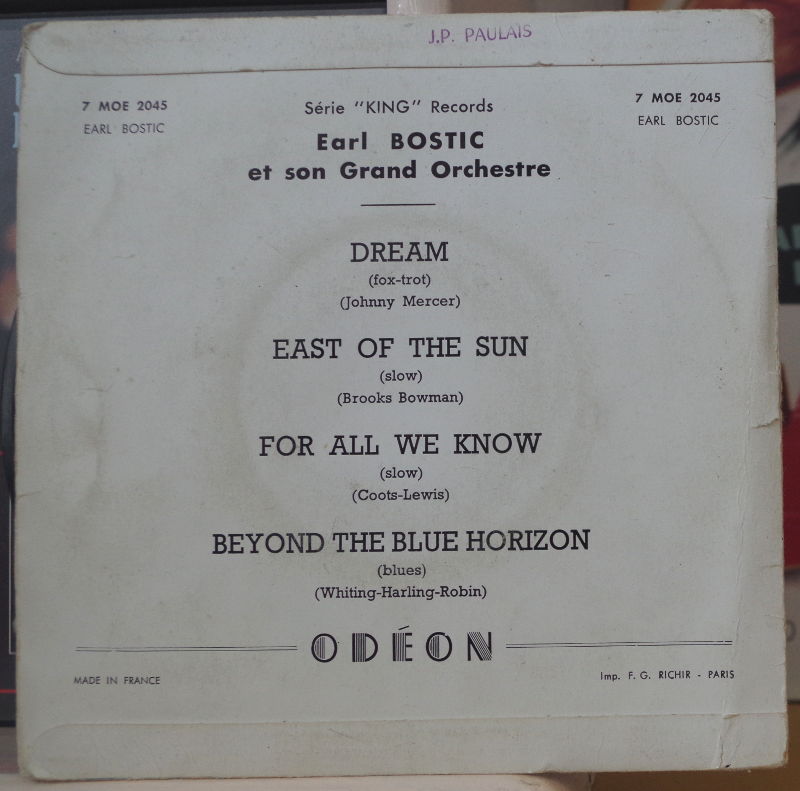 J.P. PAULAIS
7 MOE 2045
EARL BOSTIC
Série "KING" Records
7 MOE 2045
EARL BOSTIC
Earl BOSTIC
et son Grand Orchestre
DREAM
(fox-trot)
(Johnny Mercer)
EAST OF THE SUN
(slow)
(Brooks Bowman)
FOR ALL WE KNOW
(slow)
(Coots-Lewis)
BEYOND THE BLUE HORIZON
(blues)
(Whiting-Harling-Robin)
ODÉON
MADE IN FRANCE
Imp. F. G. RICHIR - PARIS